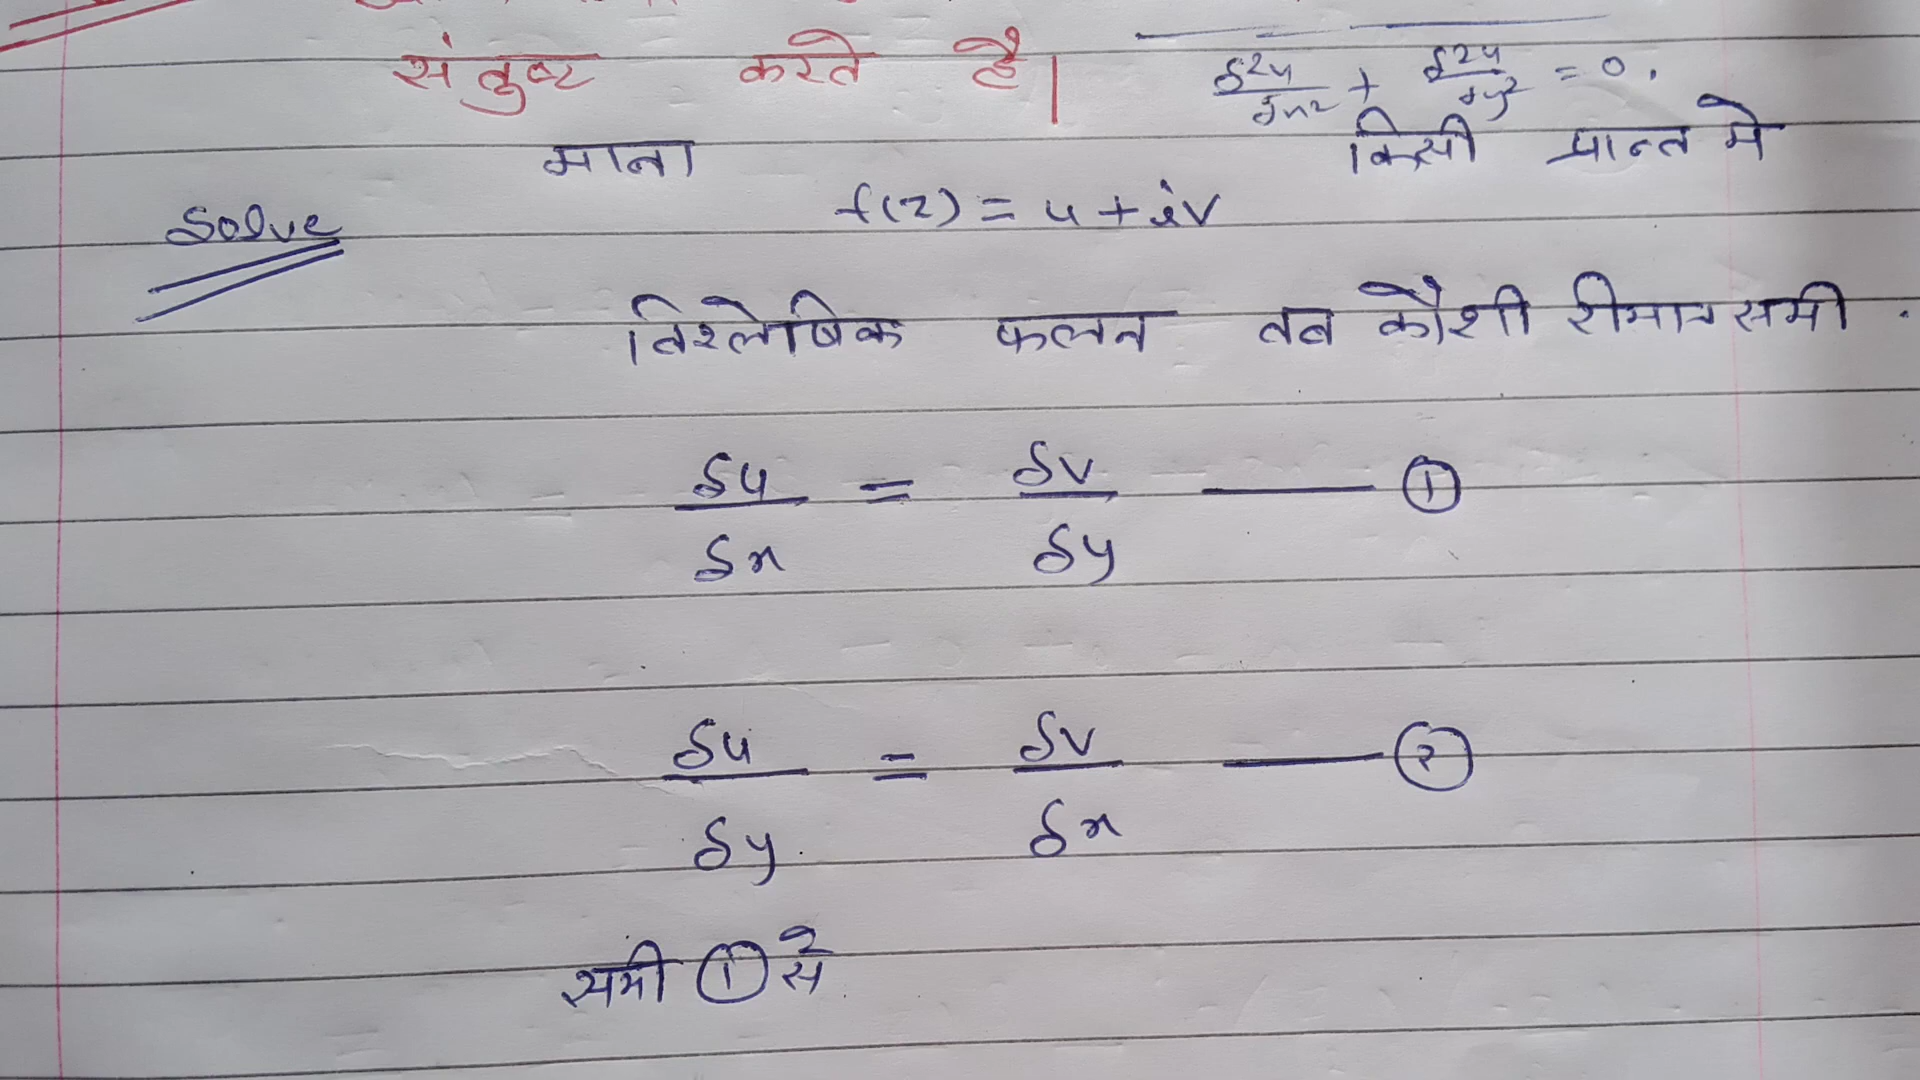 संतुष्ट करते है।
δ²u/δx² + δ²u/δy² = 0.
माना किसी प्रान्त मे
Solve f(z) = u + iv
विश्लेषिक फलन तब कौशी रीमान समी.
δu/δx = δv/δy —— ①
δu/δy = δv/δx —— ②
समी ① से